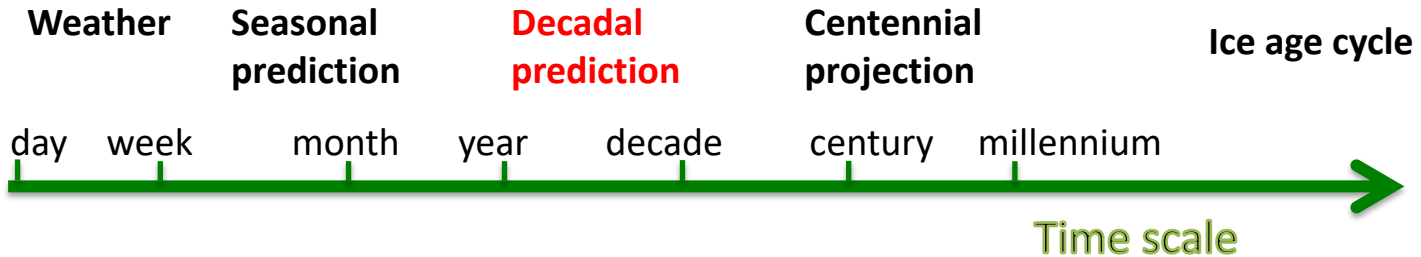 Weather Seasonal prediction Decadal prediction Centennial projection Ice age cycle
day week month year decade century millennium
Time scale